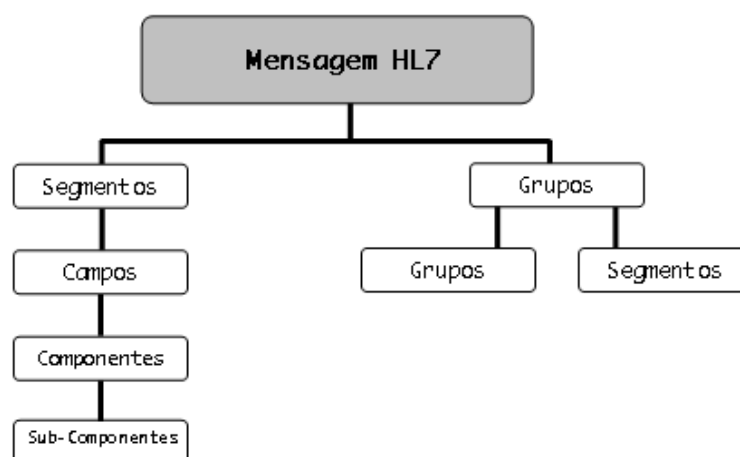 Mensagem HL7
Segmentos
Grupos
Campos
Grupos
Segmentos
Componentes
Sub-Componentes